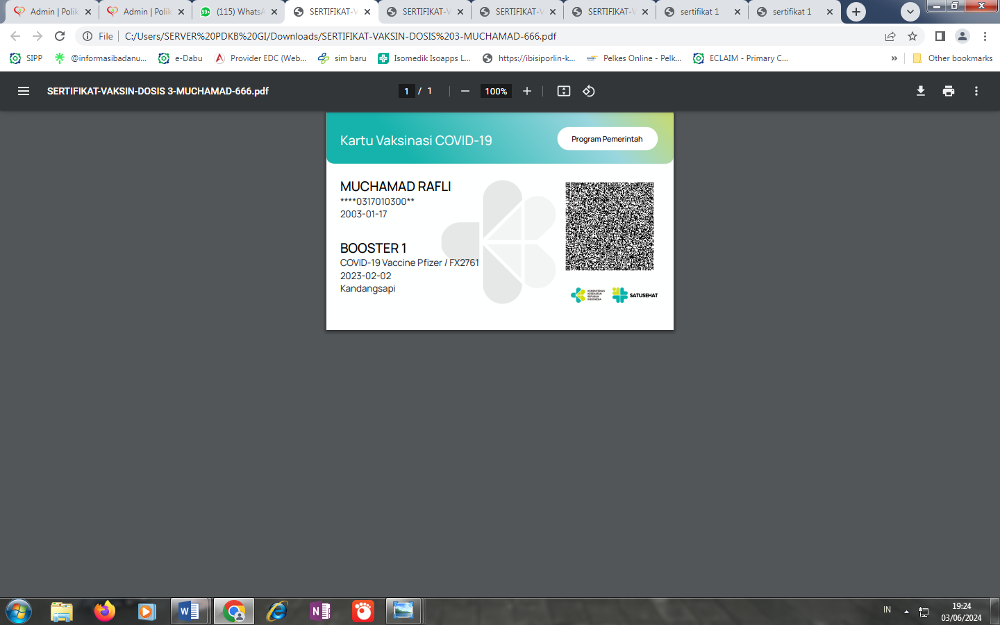 Admin | Polik
Admin | Polik
(115) WhatsA
SERTIFIKAT-V
SERTIFIKAT-V
SERTIFIKAT-V
SERTIFIKAT-V
sertifikat 1
sertifikat 1
File C:/Users/SERVER%20PDKB%20GI/Downloads/SERTIFIKAT-VAKSIN-DOSIS%203-MUCHAMAD-666.pdf
SIPP
@informasibadanu...
e-Dabu
Provider EDC (Web...
sim baru
Isomedik Isoapps L...
https://ibisiporlin-k...
Pelkes Online - Pelk...
ECLAIM - Primary C...
»
Other bookmarks
SERTIFIKAT-VAKSIN-DOSIS 3-MUCHAMAD-666.pdf
1 / 1
100%
Kartu Vaksinasi COVID-19
Program Pemerintah
MUCHAMAD RAFLI
****0317010300**
2003-01-17
BOOSTER 1
COVID-19 Vaccine Pfizer / FX2761
2023-02-02
Kandangsapi
KEMENTERIAN
KESEHATAN
REPUBLIK
INDONESIA
SATUSEHAT
IN
19:24
03/06/2024